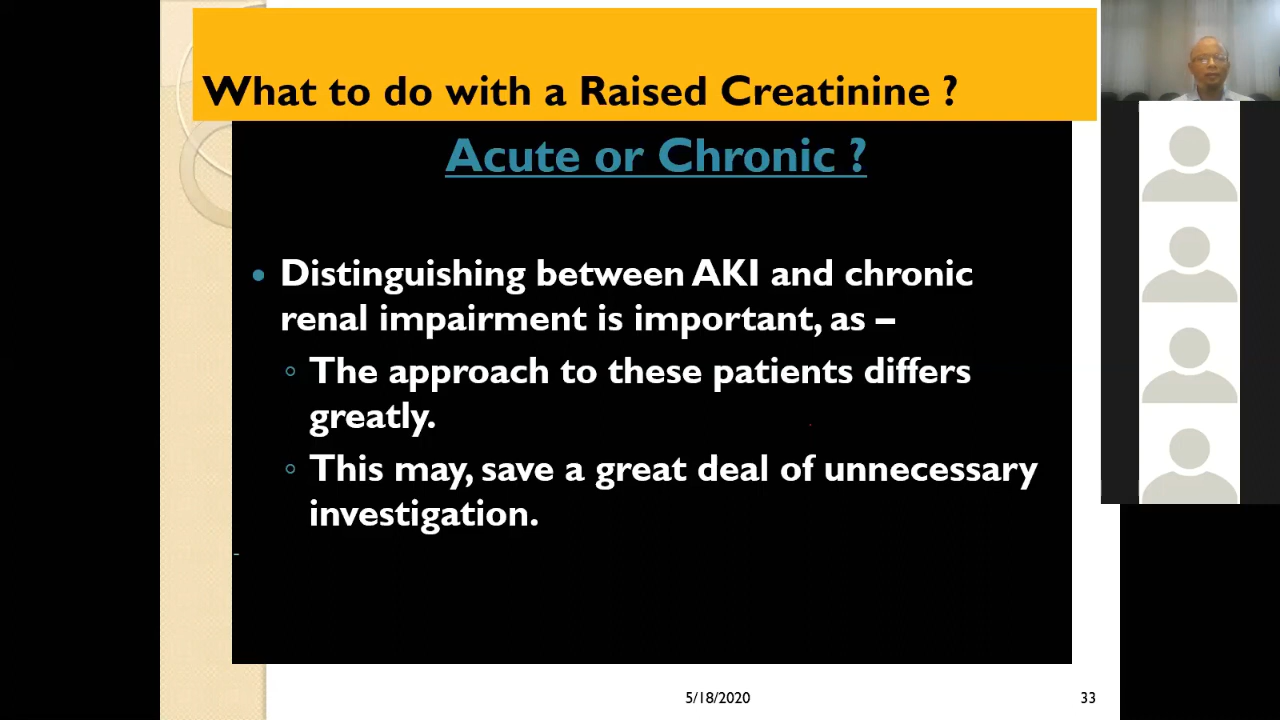 What to do with a Raised Creatinine ?
Acute or Chronic ?
• Distinguishing between AKI and chronic
renal impairment is important, as –
◦ The approach to these patients differs
greatly.
◦ This may, save a great deal of unnecessary
investigation.
-
5/18/2020
33